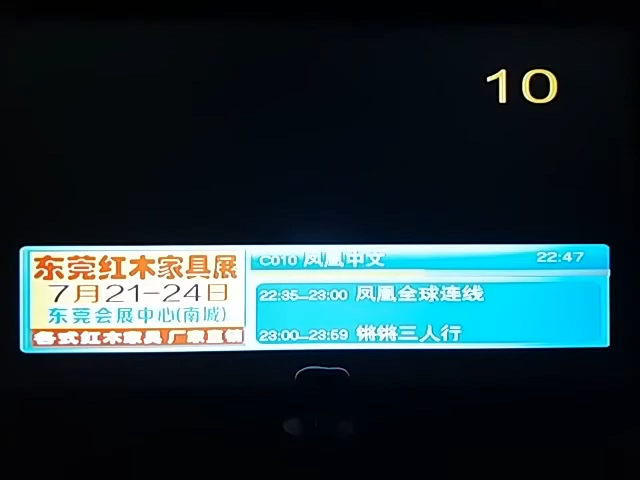 10
东莞红木家具展
7月21-24日
东莞会展中心(南城)
各式红木家具厂家直销
C010 凤凰中文 22:47
22:35-23:00 凤凰全球连线
23:00-23:59 锵锵三人行